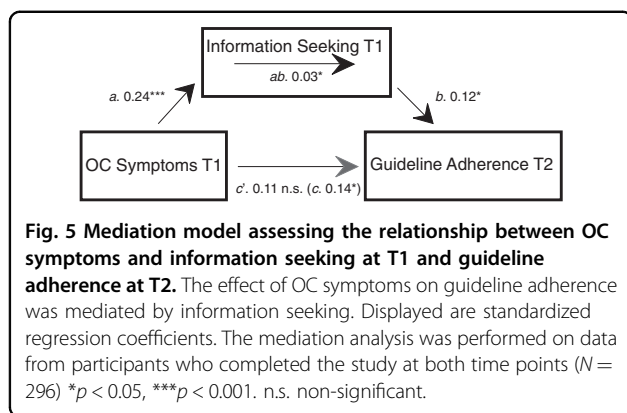 Information Seeking T1
ab. 0.03*
a. 0.24***
b. 0.12*
OC Symptoms T1
Guideline Adherence T2
c'. 0.11 n.s. (c. 0.14*)
Fig. 5 Mediation model assessing the relationship between OC
symptoms and information seeking at T1 and guideline
adherence at T2. The effect of OC symptoms on guideline adherence
was mediated by information seeking. Displayed are standardized
regression coefficients. The mediation analysis was performed on data
from participants who completed the study at both time points (N =
296) *p < 0.05, ***p < 0.001. n.s. non-significant.